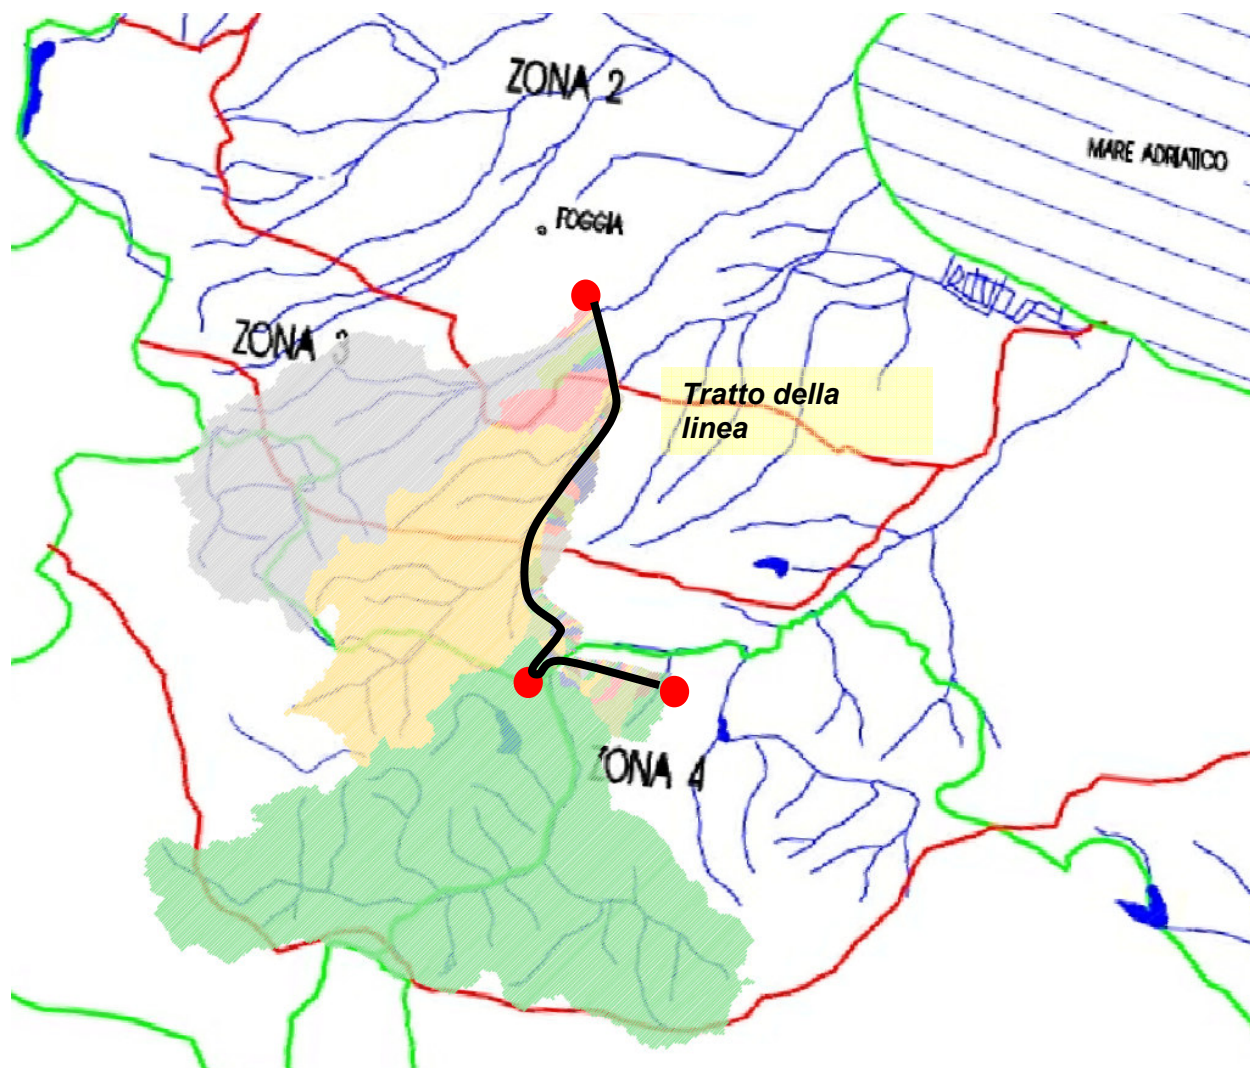 ZONA 2
MARE ADRIATICO
FOGGIA
ZONA 3
Tratto della
linea
ZONA 4